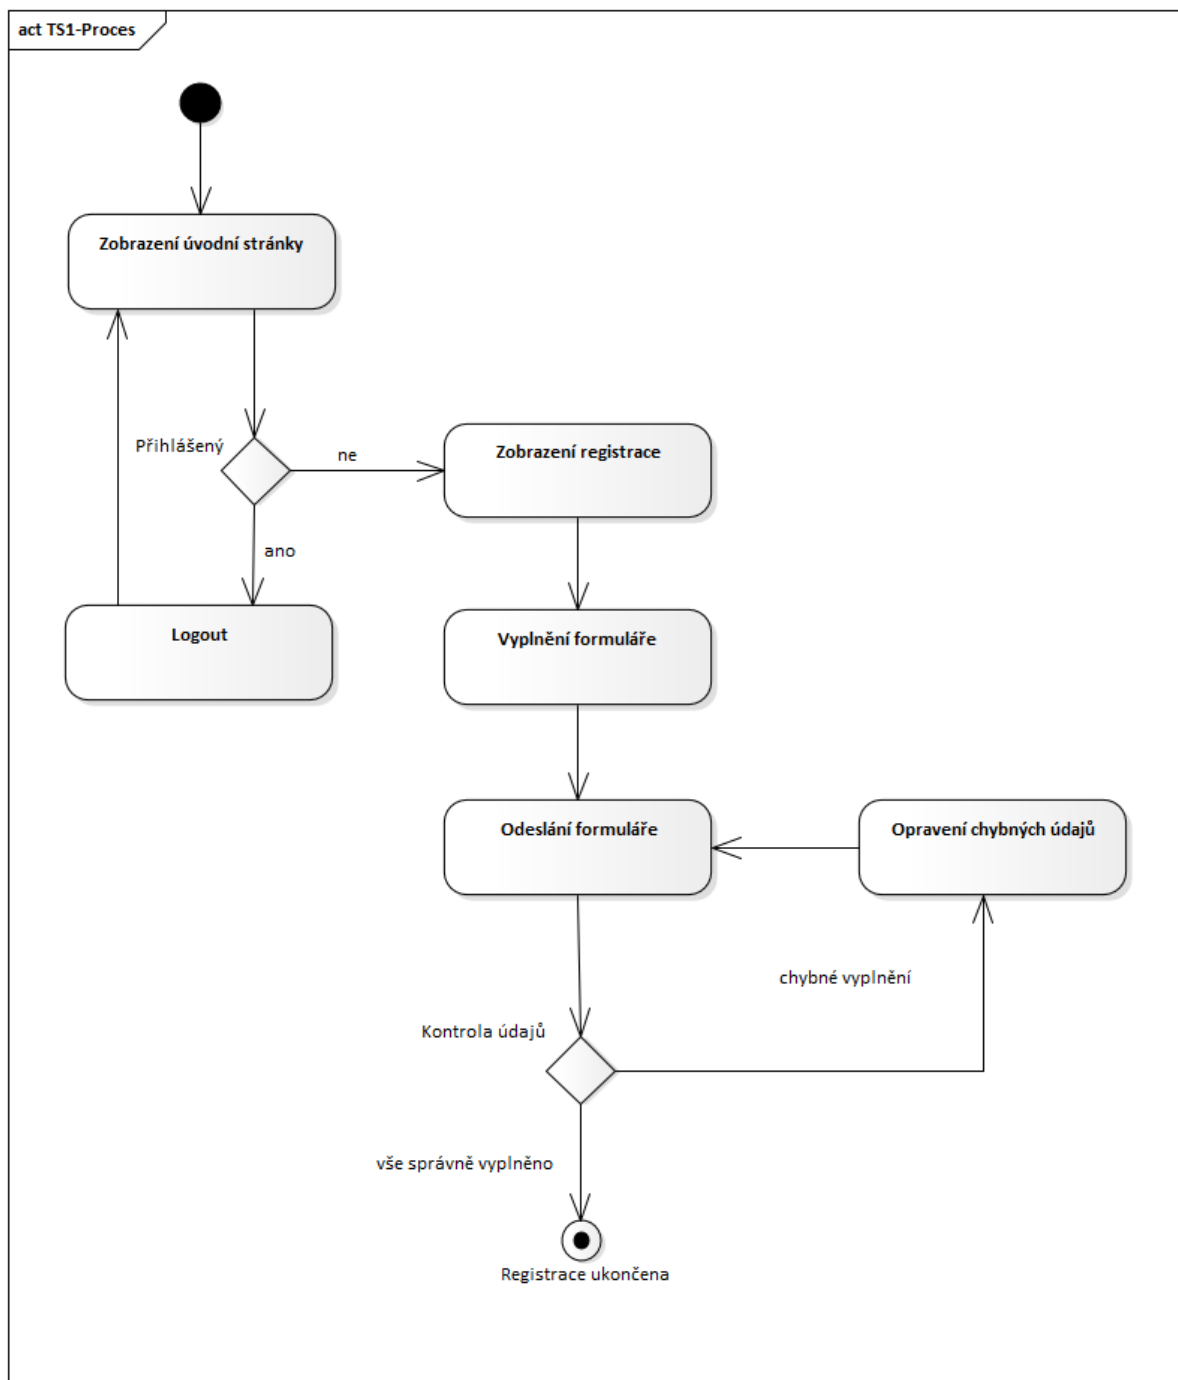 act TS1-Proces
Zobrazení úvodní stránky
Přihlášený
ne
Zobrazení registrace
ano
Logout
Vyplnění formuláře
Odeslání formuláře
Opravení chybných údajů
chybné vyplnění
Kontrola údajů
vše správně vyplněno
Registrace ukončena